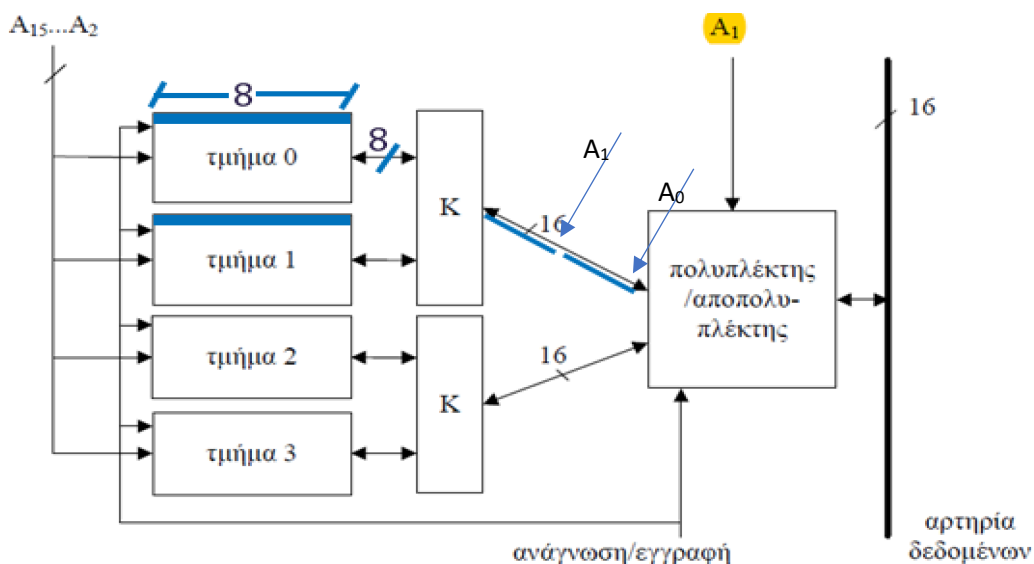 A₁₅...A₂
A₁
8
16
τμήμα 0
8
K
A₁
A₀
16
τμήμα 1
πολυπλέκτης
/αποπολυ-
πλέκτης
τμήμα 2
16
K
τμήμα 3
ανάγνωση/εγγραφή
αρτηρία
δεδομένων